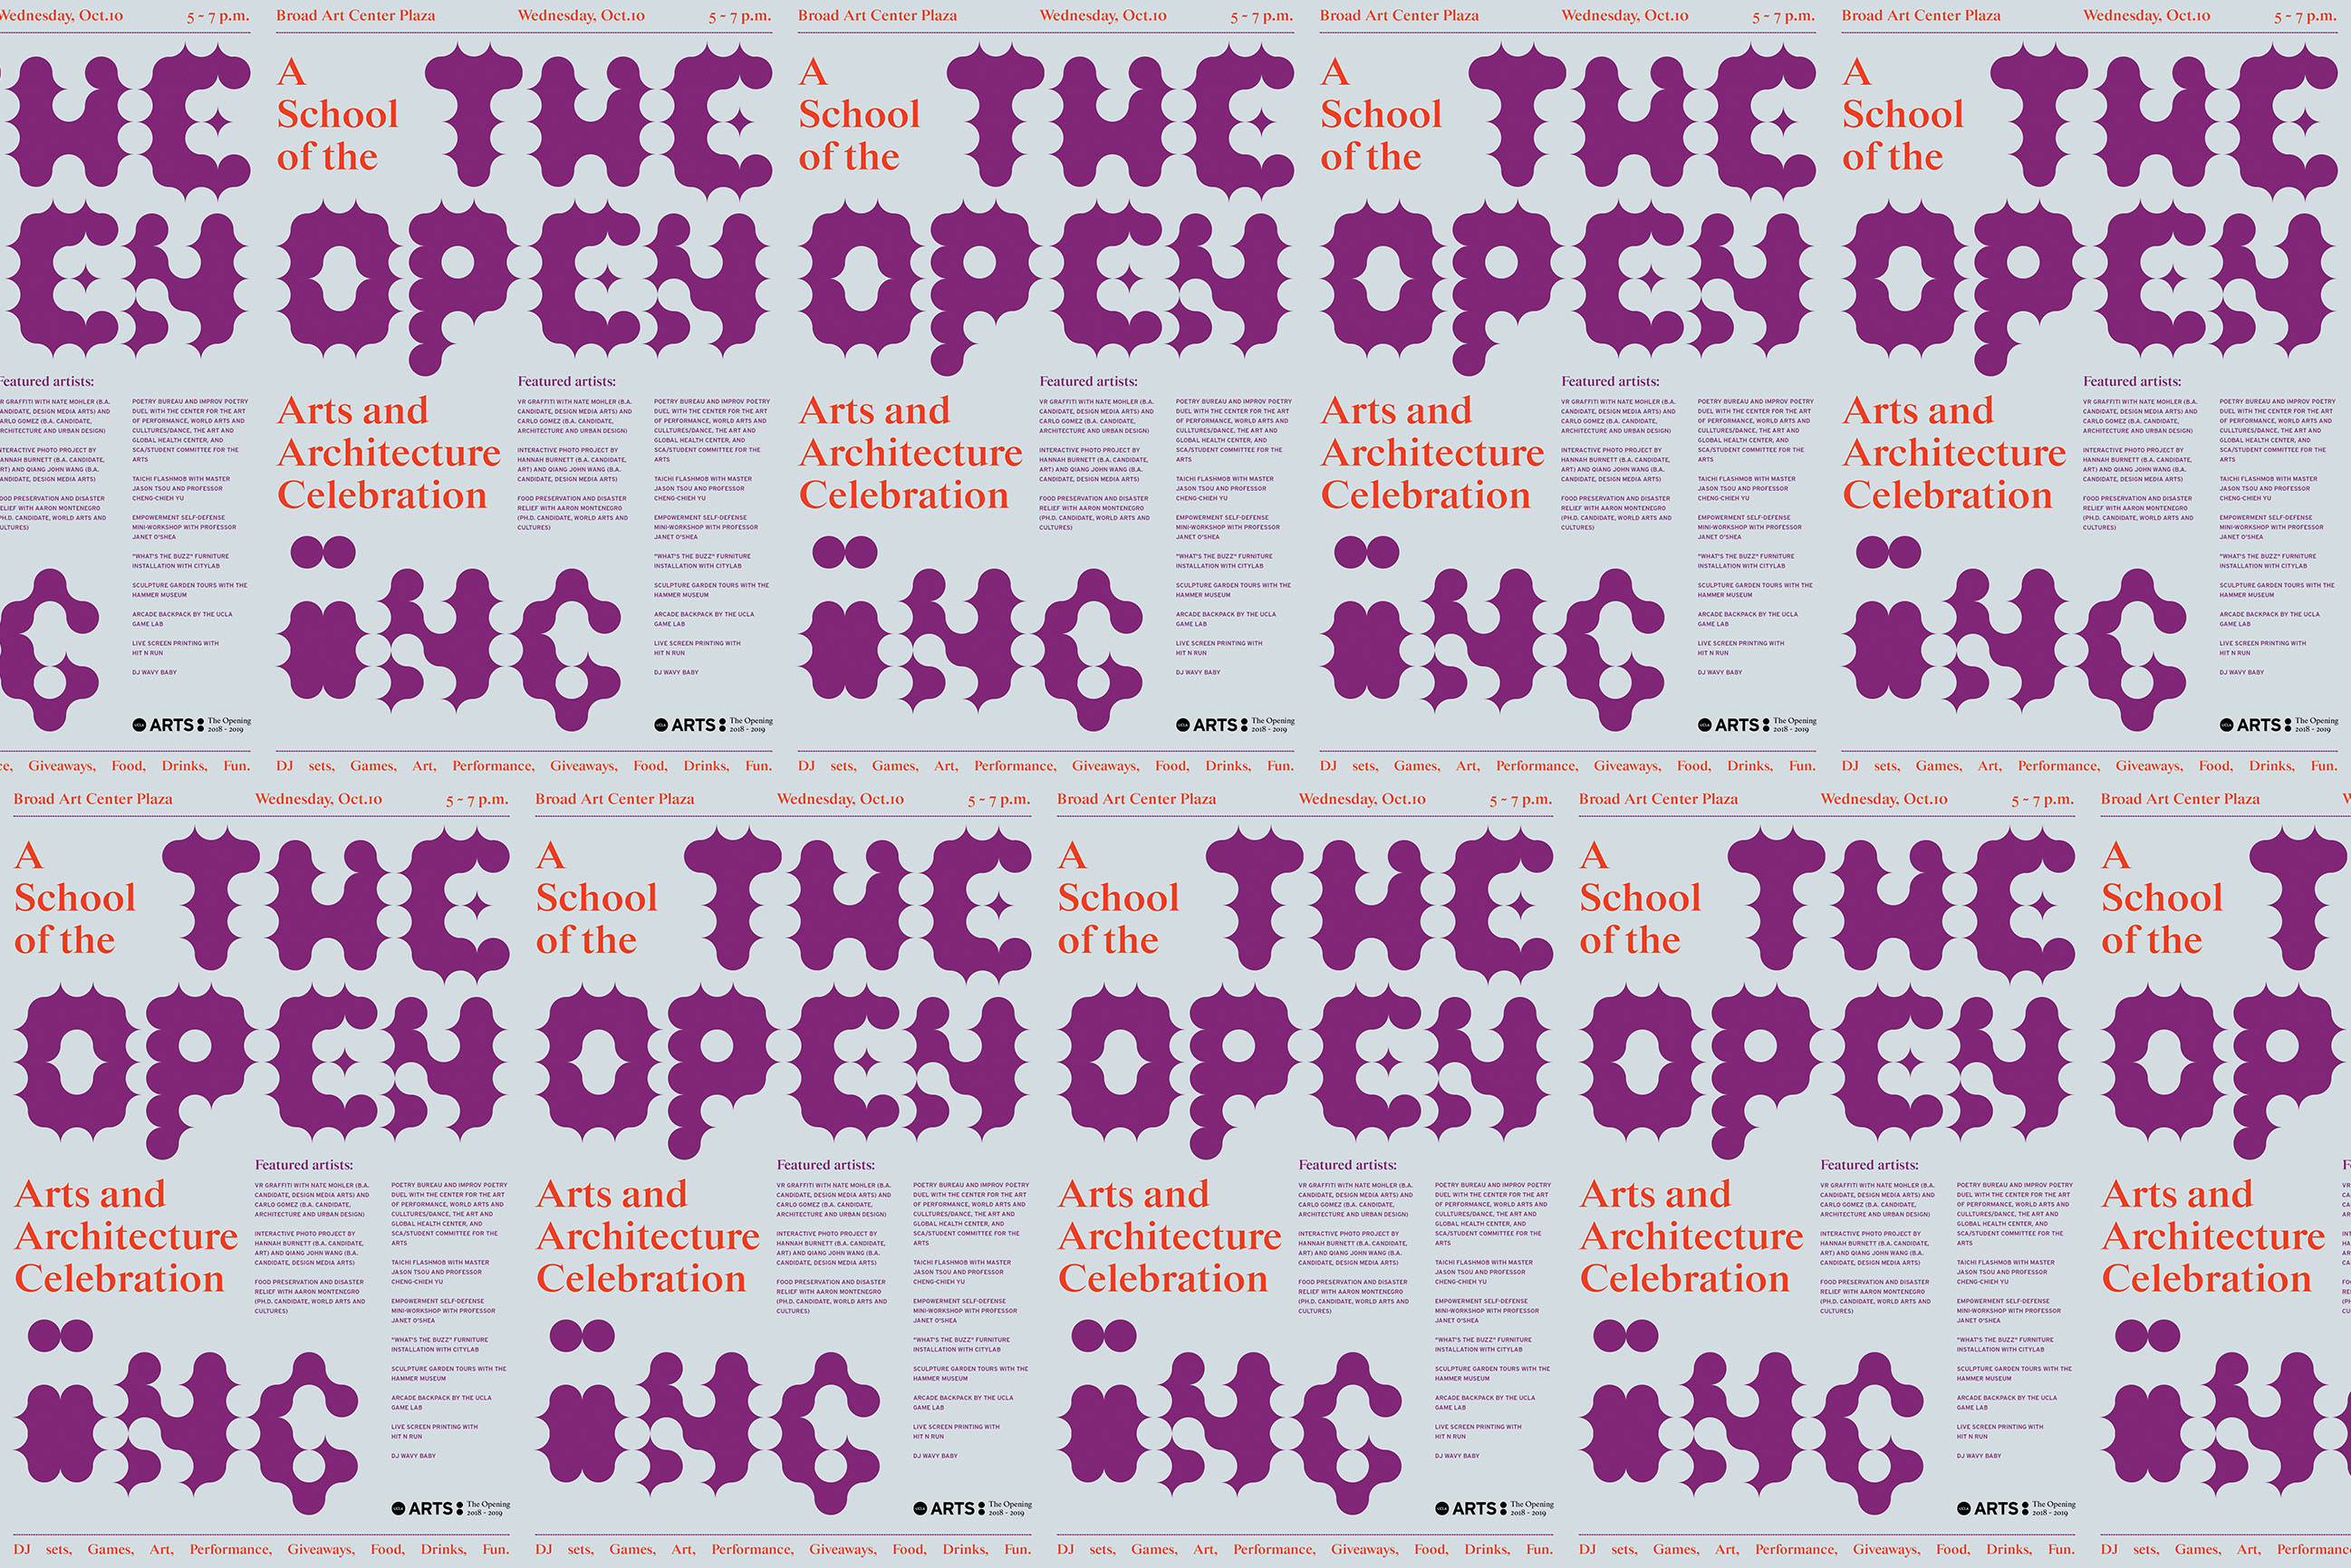 Broad Art Center Plaza Wednesday, Oct.10 5 - 7 p.m.
A
School
of the
THE
OPEN
ING
Arts and
Architecture
Celebration
Featured artists:
VR GRAFFITI WITH NATE MOHLER (B.A.
CANDIDATE, DESIGN MEDIA ARTS) AND
CARLO GOMEZ (B.A. CANDIDATE,
ARCHITECTURE AND URBAN DESIGN)
INTERACTIVE PHOTO PROJECT BY
HANNAH BURNETT (B.A. CANDIDATE,
ART) AND QIANG JOHN WANG (B.A.
CANDIDATE, DESIGN MEDIA ARTS)
FOOD PRESERVATION AND DISASTER
RELIEF WITH AARON MONTENEGRO
(PH.D. CANDIDATE, WORLD ARTS AND
CULTURES)
POETRY BUREAU AND IMPROV POETRY
DUEL WITH THE CENTER FOR THE ART
OF PERFORMANCE, WORLD ARTS AND
CULLTURES/DANCE, THE ART AND
GLOBAL HEALTH CENTER, AND
SCA/STUDENT COMMITTEE FOR THE
ARTS
TAICHI FLASHMOB WITH MASTER
JASON TSOU AND PROFESSOR
CHENG-CHIEH YU
EMPOWERMENT SELF-DEFENSE
MINI-WORKSHOP WITH PROFESSOR
JANET O'SHEA
"WHAT'S THE BUZZ" FURNITURE
INSTALLATION WITH CITYLAB
SCULPTURE GARDEN TOURS WITH THE
HAMMER MUSEUM
ARCADE BACKPACK BY THE UCLA
GAME LAB
LIVE SCREEN PRINTING WITH
HIT N RUN
DJ WAVY BABY
UCLA ARTS: The Opening
2018 - 2019
DJ sets, Games, Art, Performance, Giveaways, Food, Drinks, Fun.